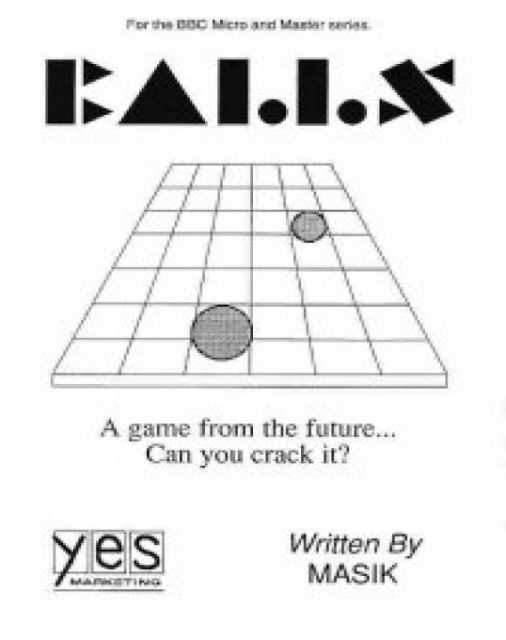 For the BBC Micro and Master series.
BALLS
A game from the future...
Can you crack it?
yes
MARKETING
Written By
MASIK